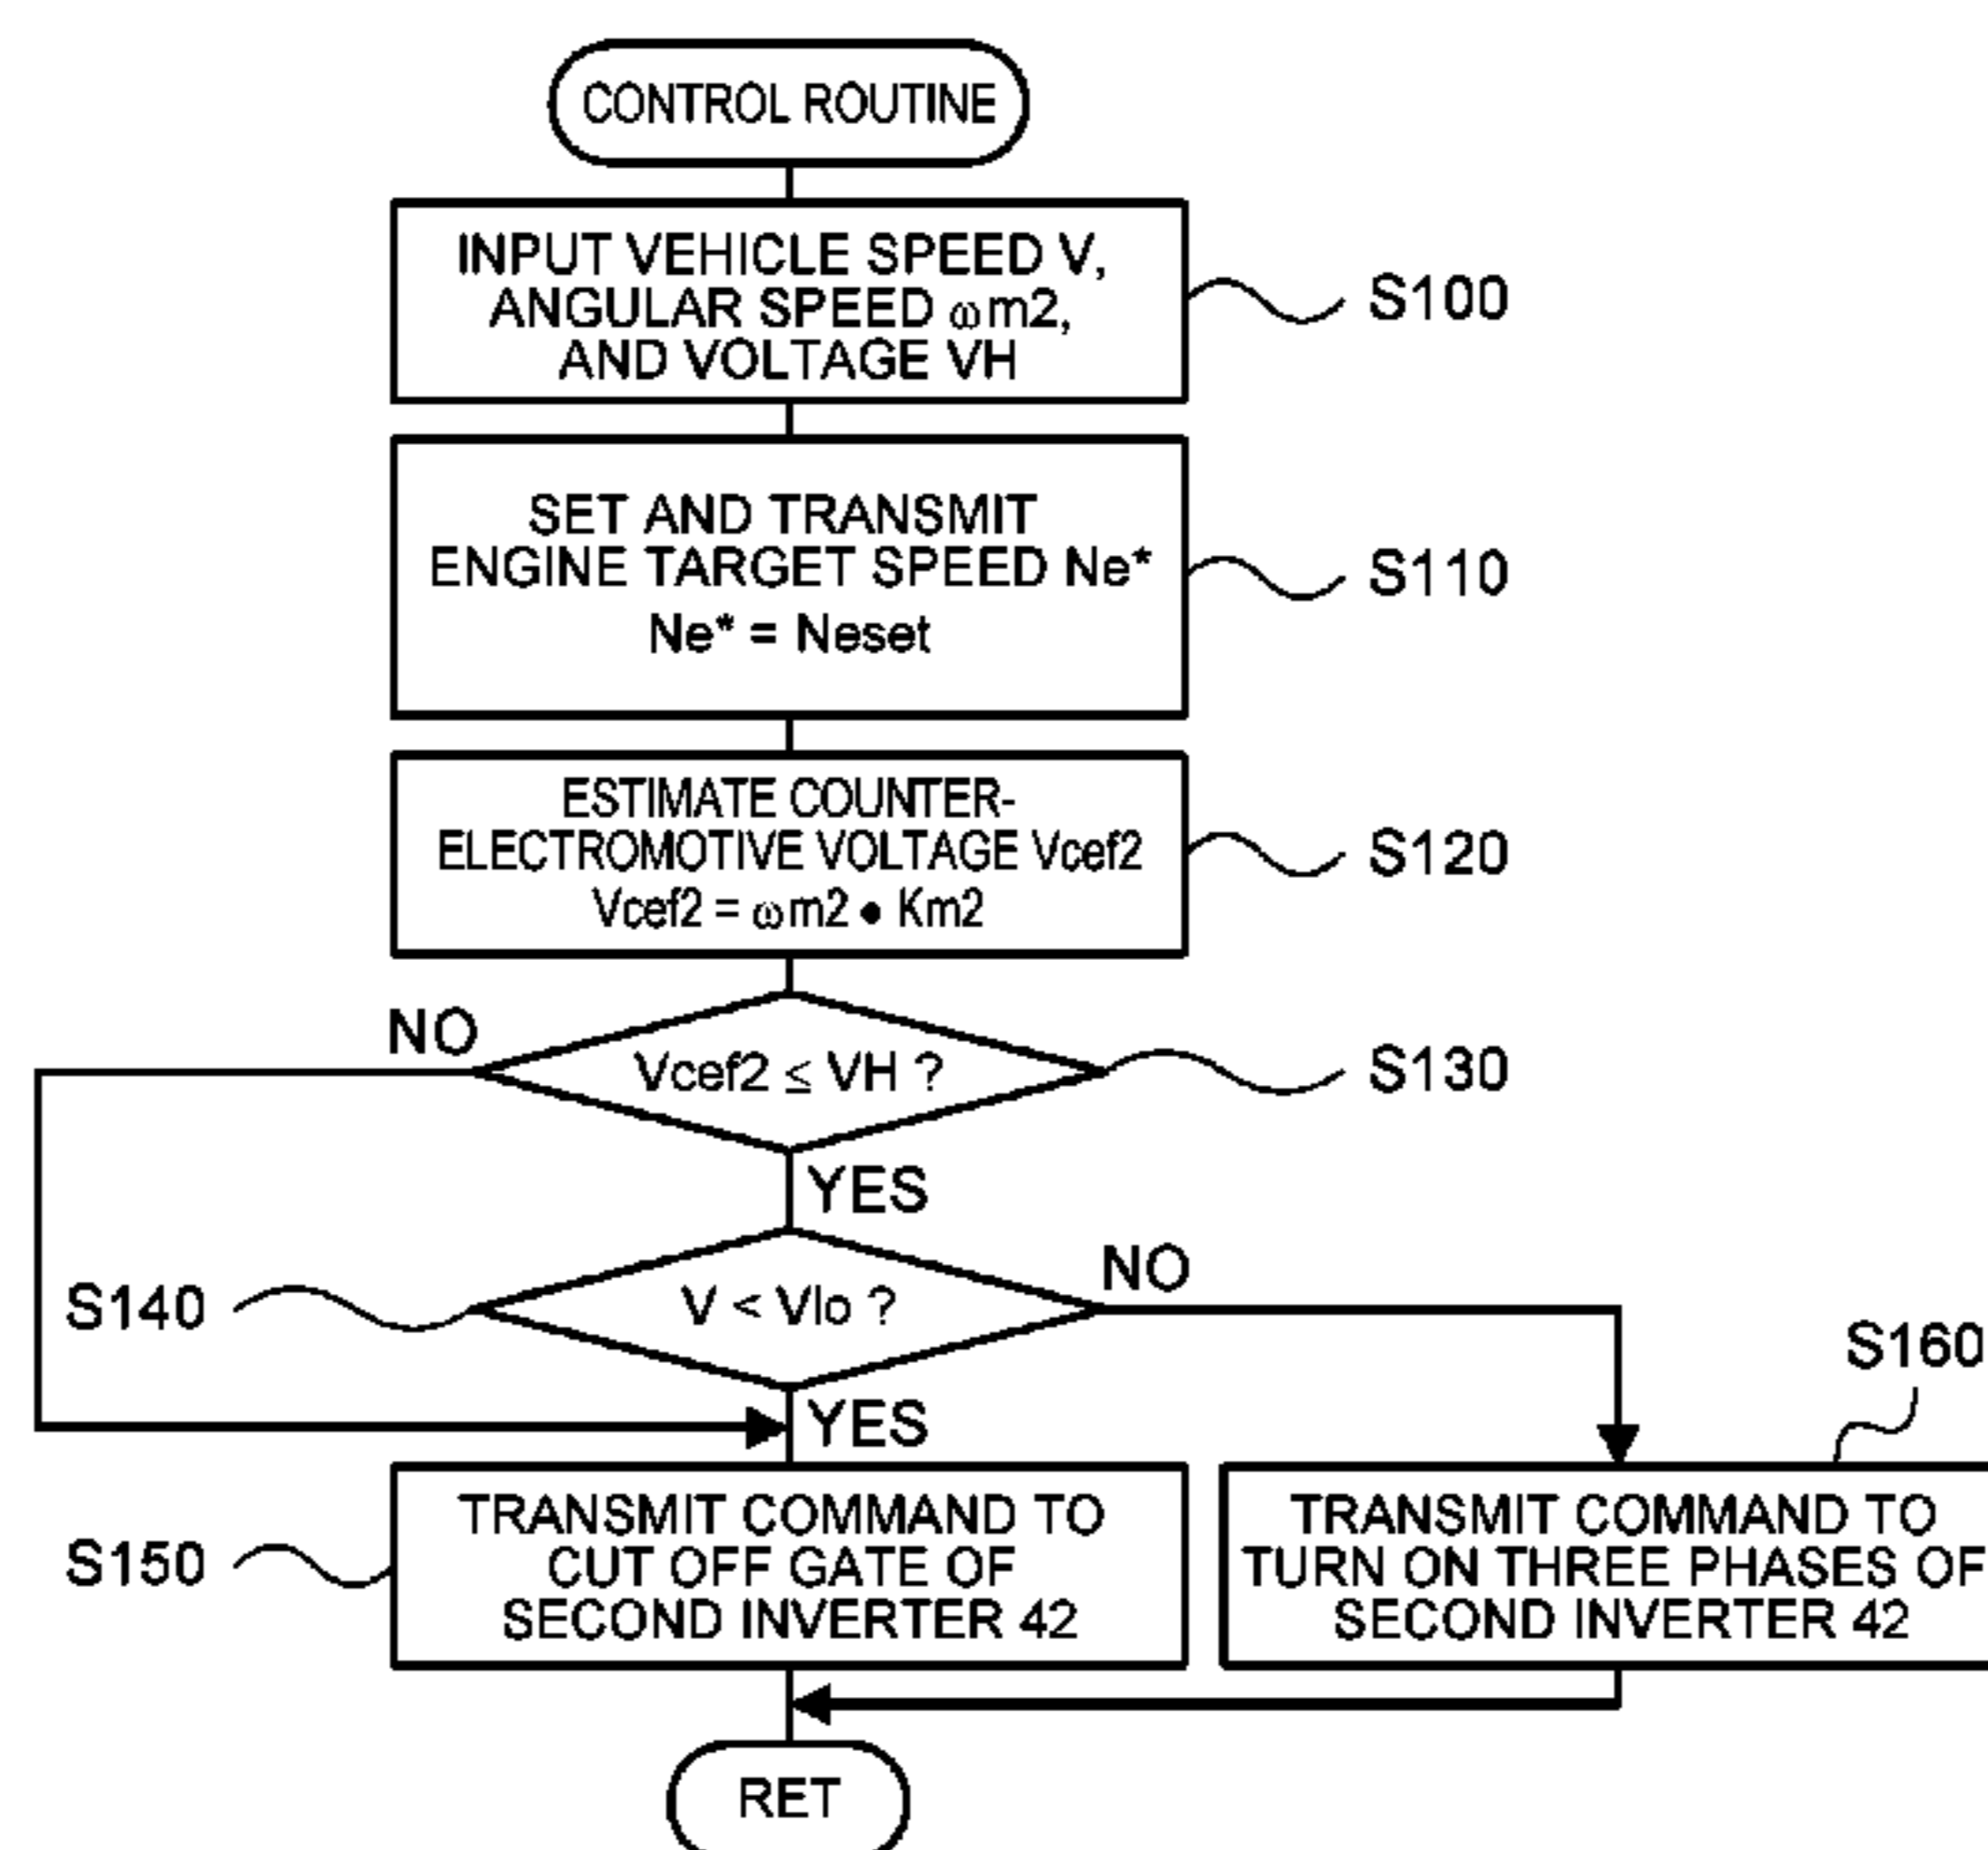 CONTROL ROUTINE
INPUT VEHICLE SPEED V,
ANGULAR SPEED ωm2,
AND VOLTAGE VH
S100
SET AND TRANSMIT
ENGINE TARGET SPEED Ne*
Ne* = Neset
S110
ESTIMATE COUNTER-
ELECTROMOTIVE VOLTAGE Vcef2
Vcef2 = ωm2 • Km2
S120
NO
Vcef2 ≤ VH ?
S130
YES
S140
V < Vlo ?
NO
YES
S160
S150
TRANSMIT COMMAND TO
CUT OFF GATE OF
SECOND INVERTER 42
TRANSMIT COMMAND TO
TURN ON THREE PHASES OF
SECOND INVERTER 42
RET